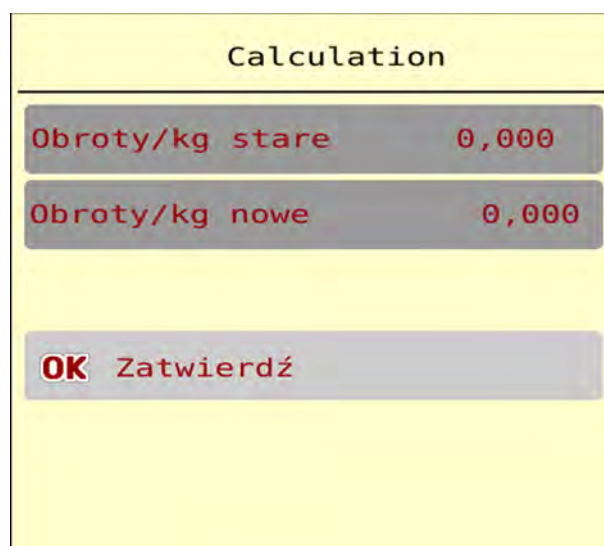 Calculation
Obroty/kg stare 0,000
Obroty/kg nowe 0,000
OK Zatwierdź